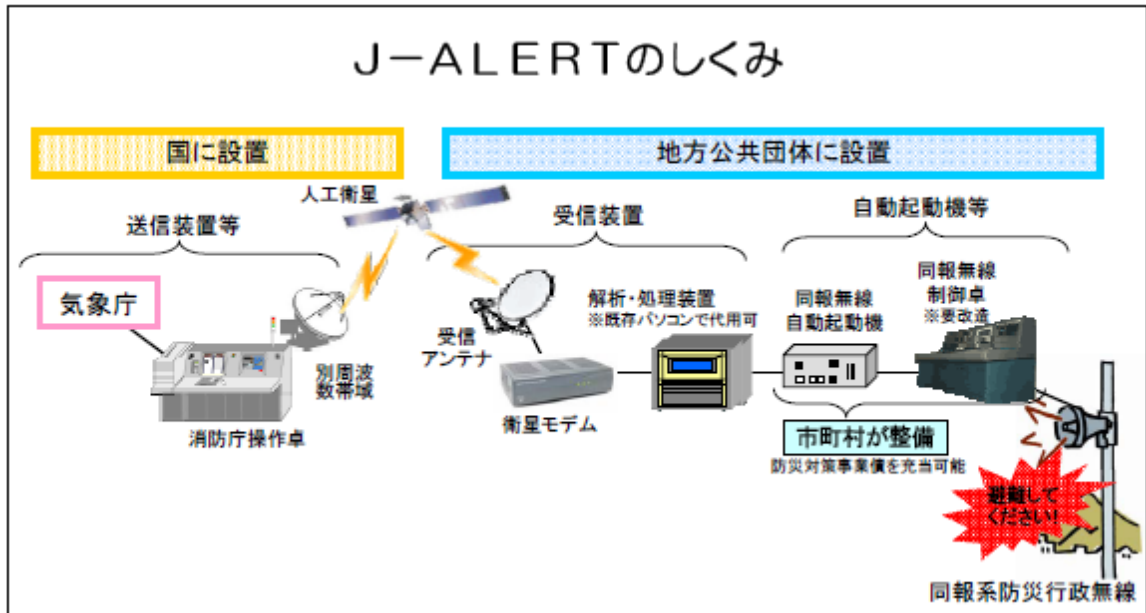 J-ALERTのしくみ
国に設置
地方公共団体に設置
人工衛星
送信装置等
受信装置
自動起動機等
気象庁
別周波
数帯域
消防庁操作卓
受信
アンテナ
衛星モデム
解析・処理装置
※既存パソコンで代用可
同報無線
自動起動機
同報無線
制御卓
※要改造
市町村が整備
防災対策事業債を充当可能
避難して
ください!
同報系防災行政無線